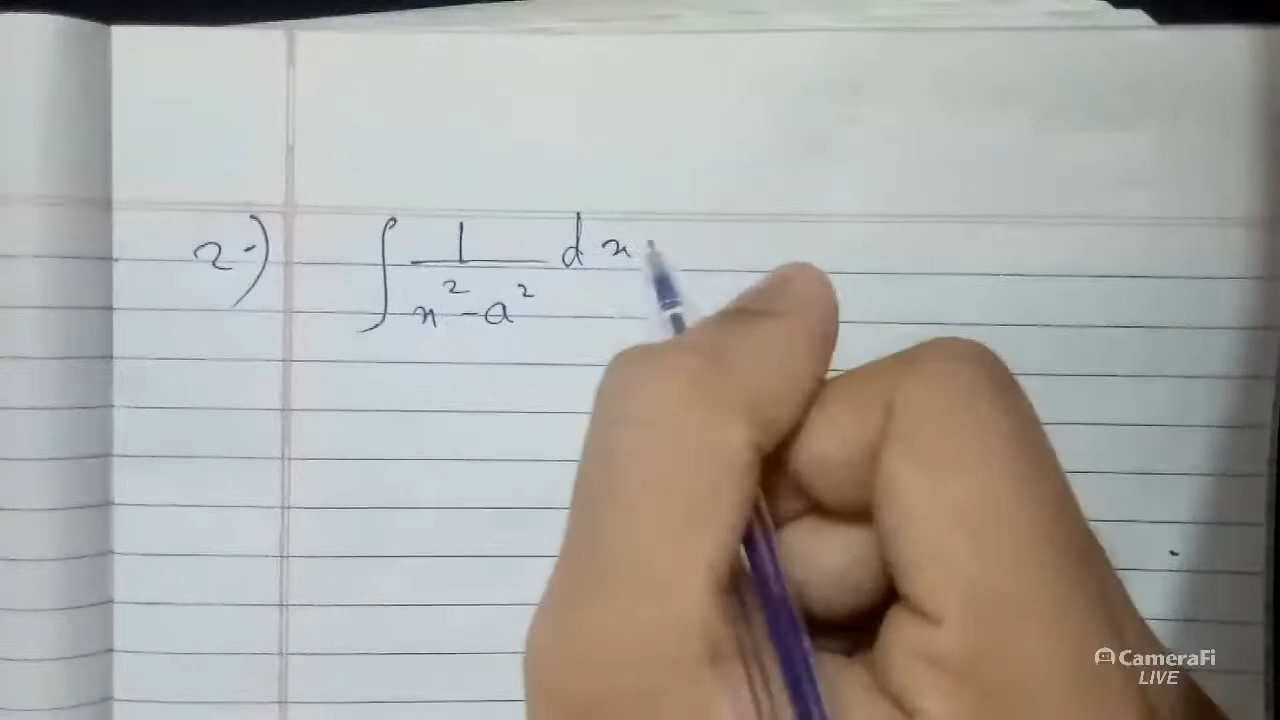 2.) ∫ 1/(x² - a²) dx
CameraFi
LIVE